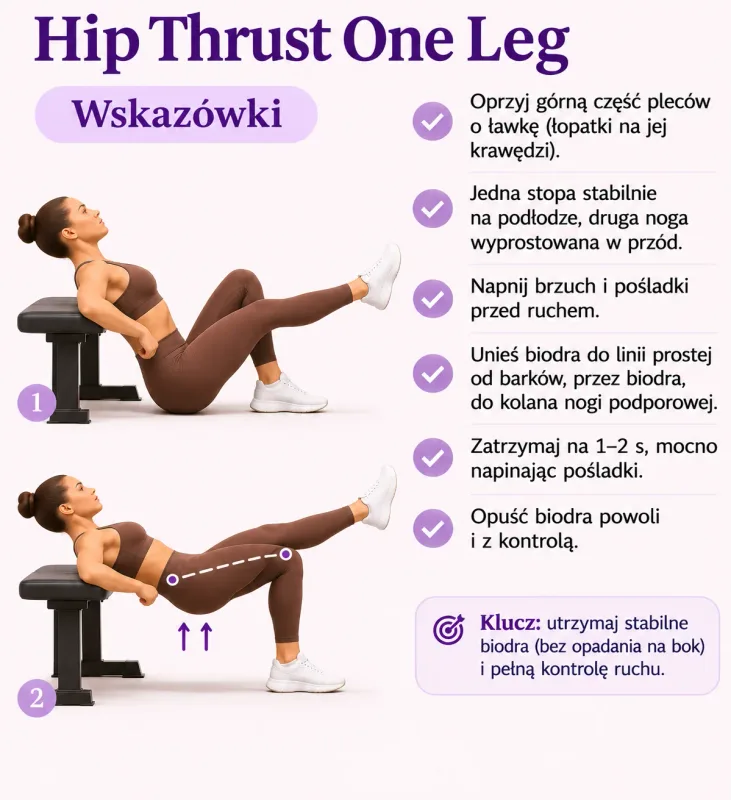 Hip Thrust One Leg
Wskazówki
Oprzyj górną część pleców
o ławkę (łopatki na jej
krawędzi).
Jedna stopa stabilnie
na podłodze, druga noga
wyprostowana w przód.
Napnij brzuch i pośladki
przed ruchem.
Unieś biodra do linii prostej
od barków, przez biodra,
do kolana nogi podporowej.
Zatrzymaj na 1–2 s, mocno
napinając pośladki.
Opuść biodra powoli
i z kontrolą.
Klucz: utrzymaj stabilne
biodra (bez opadania na bok)
i pełną kontrolę ruchu.
1
2